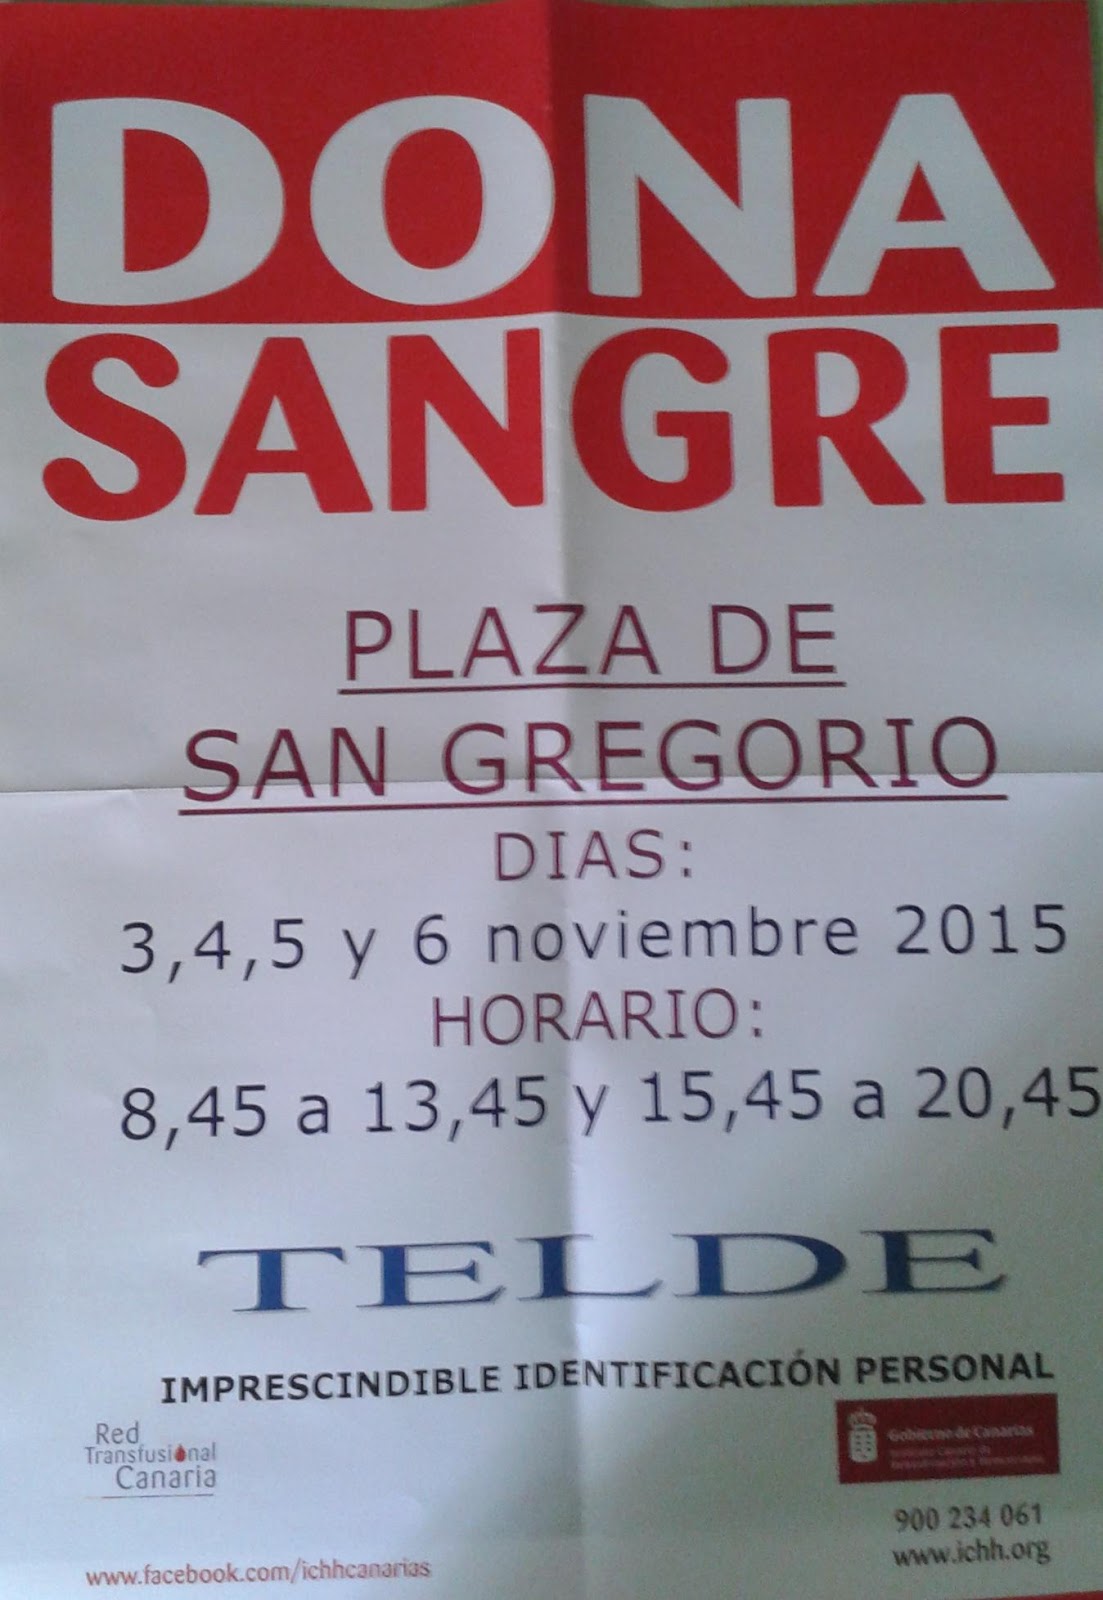 DONA
SANGRE
PLAZA DE
SAN GREGORIO
DIAS:
3,4,5 y 6 noviembre 2015
HORARIO:
8,45 a 13,45 y 15,45 a 20,45
TELDE
IMPRESCINDIBLE IDENTIFICACIÓN PERSONAL
Red
Transfusional
Canaria
Gobierno de Canarias
900 234 061
www.ichh.org
www.facebook.com/ichhcanarias